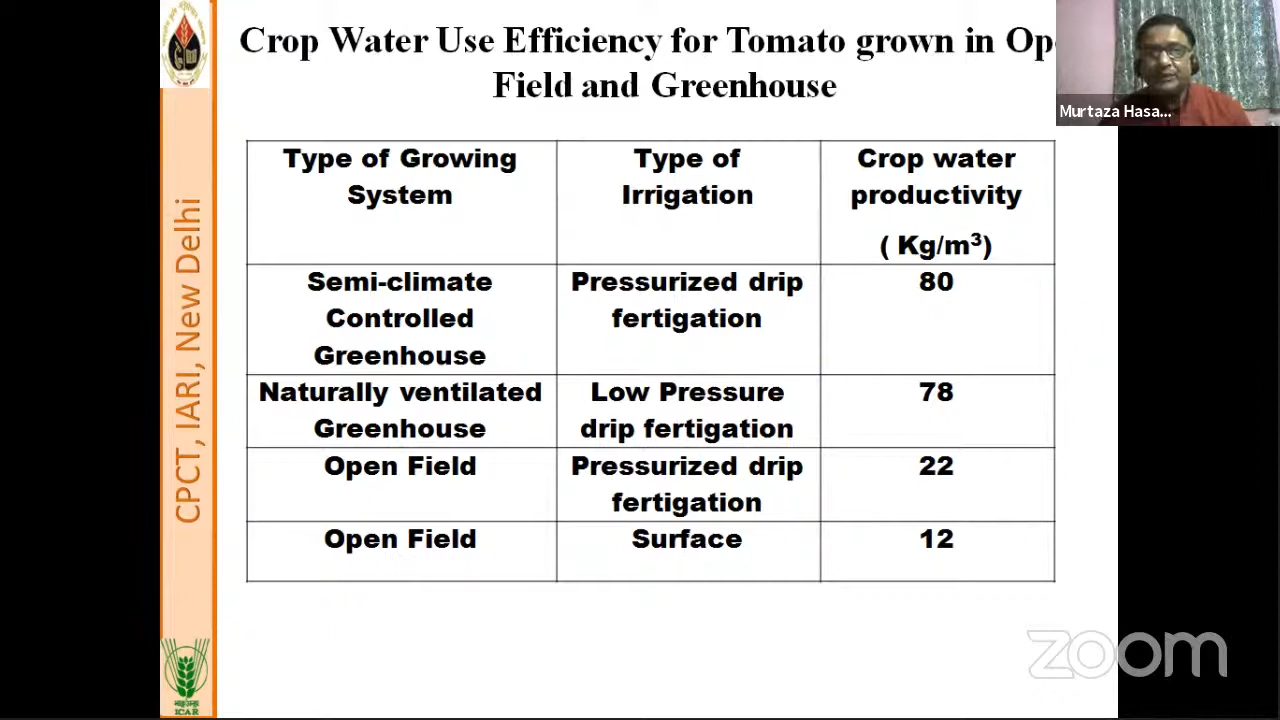 Crop Water Use Efficiency for Tomato grown in Op
Field and Greenhouse
Murtaza Hasa...
CPCT, IARI, New Delhi
Type of Growing System
Type of Irrigation
Crop water productivity
( Kg/m³)
Semi-climate Controlled Greenhouse
Pressurized drip fertigation
80
Naturally ventilated Greenhouse
Low Pressure drip fertigation
78
Open Field
Pressurized drip fertigation
22
Open Field
Surface
12
ICAR
zoom